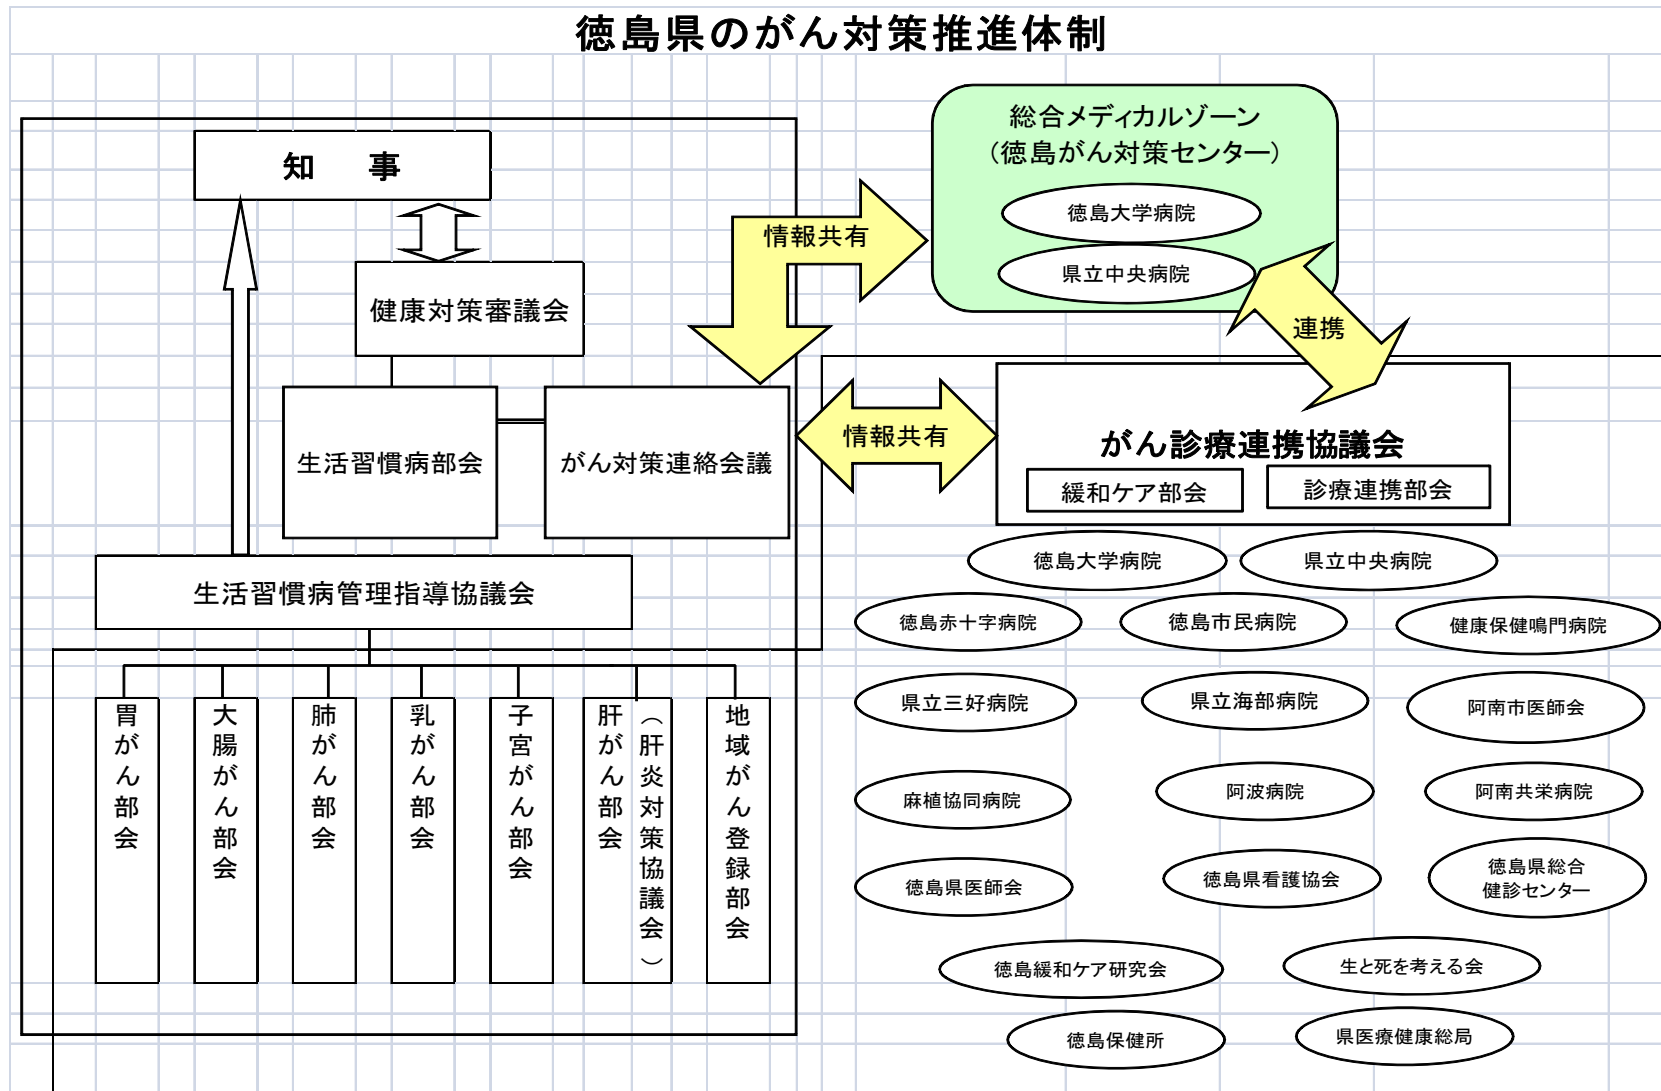 徳島県のがん対策推進体制
総合メディカルゾーン
（徳島がん対策センター）
徳島大学病院
県立中央病院
知　事
情報共有
健康対策審議会
連携
生活習慣病部会
がん対策連絡会議
情報共有
がん診療連携協議会
緩和ケア部会
診療連携部会
生活習慣病管理指導協議会
胃がん部会
大腸がん部会
肺がん部会
乳がん部会
子宮がん部会
肝がん部会
（肝炎対策協議会）
地域がん登録部会
徳島大学病院
県立中央病院
徳島赤十字病院
徳島市民病院
健康保健鳴門病院
県立三好病院
県立海部病院
阿南市医師会
麻植協同病院
阿波病院
阿南共栄病院
徳島県医師会
徳島県看護協会
徳島県総合
健診センター
徳島緩和ケア研究会
生と死を考える会
徳島保健所
県医療健康総局